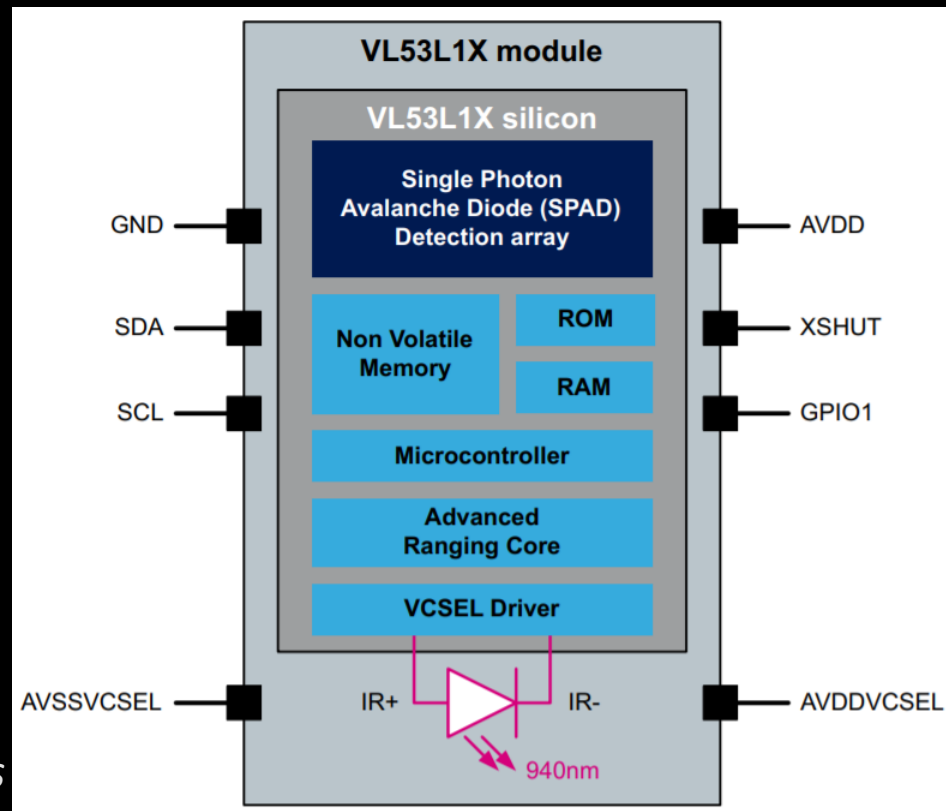 VL53L1X module
VL53L1X silicon
Single Photon
Avalanche Diode (SPAD)
Detection array
GND
AVDD
SDA
XSHUT
Non Volatile
Memory
ROM
RAM
SCL
GPIO1
Microcontroller
Advanced
Ranging Core
VCSEL Driver
AVSSVCSEL
IR+
IR-
AVDDVCSEL
940nm
s